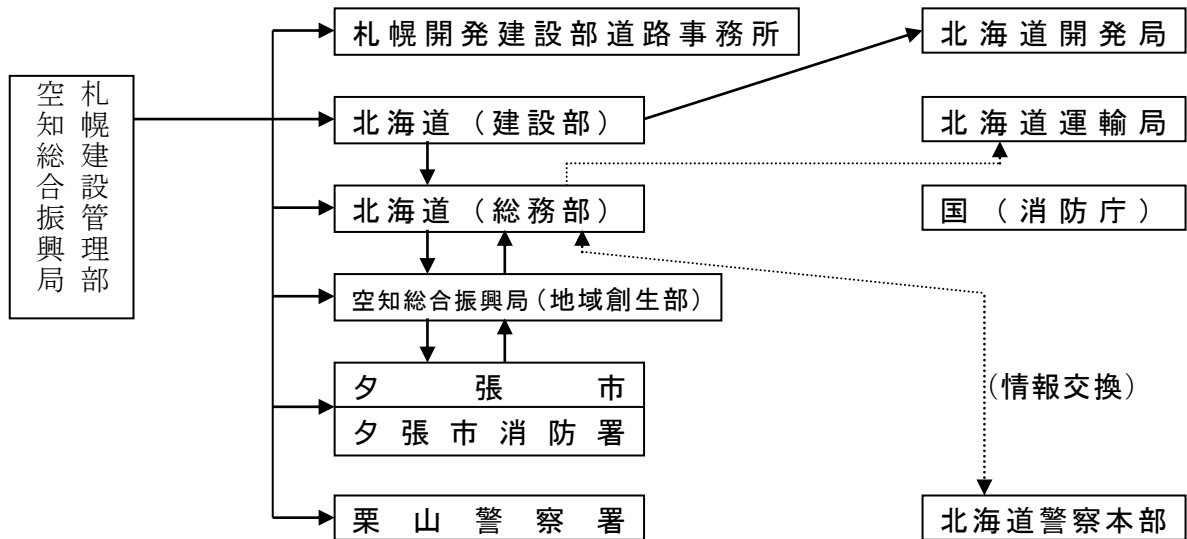 空知総合振興局
札幌建設管理部
札幌開発建設部道路事務所
北海道開発局
北海道（建設部）
北海道運輸局
北海道（総務部）
国（消防庁）
空知総合振興局（地域創生部）
夕張市
(情報交換)
夕張市消防署
栗山警察署
北海道警察本部